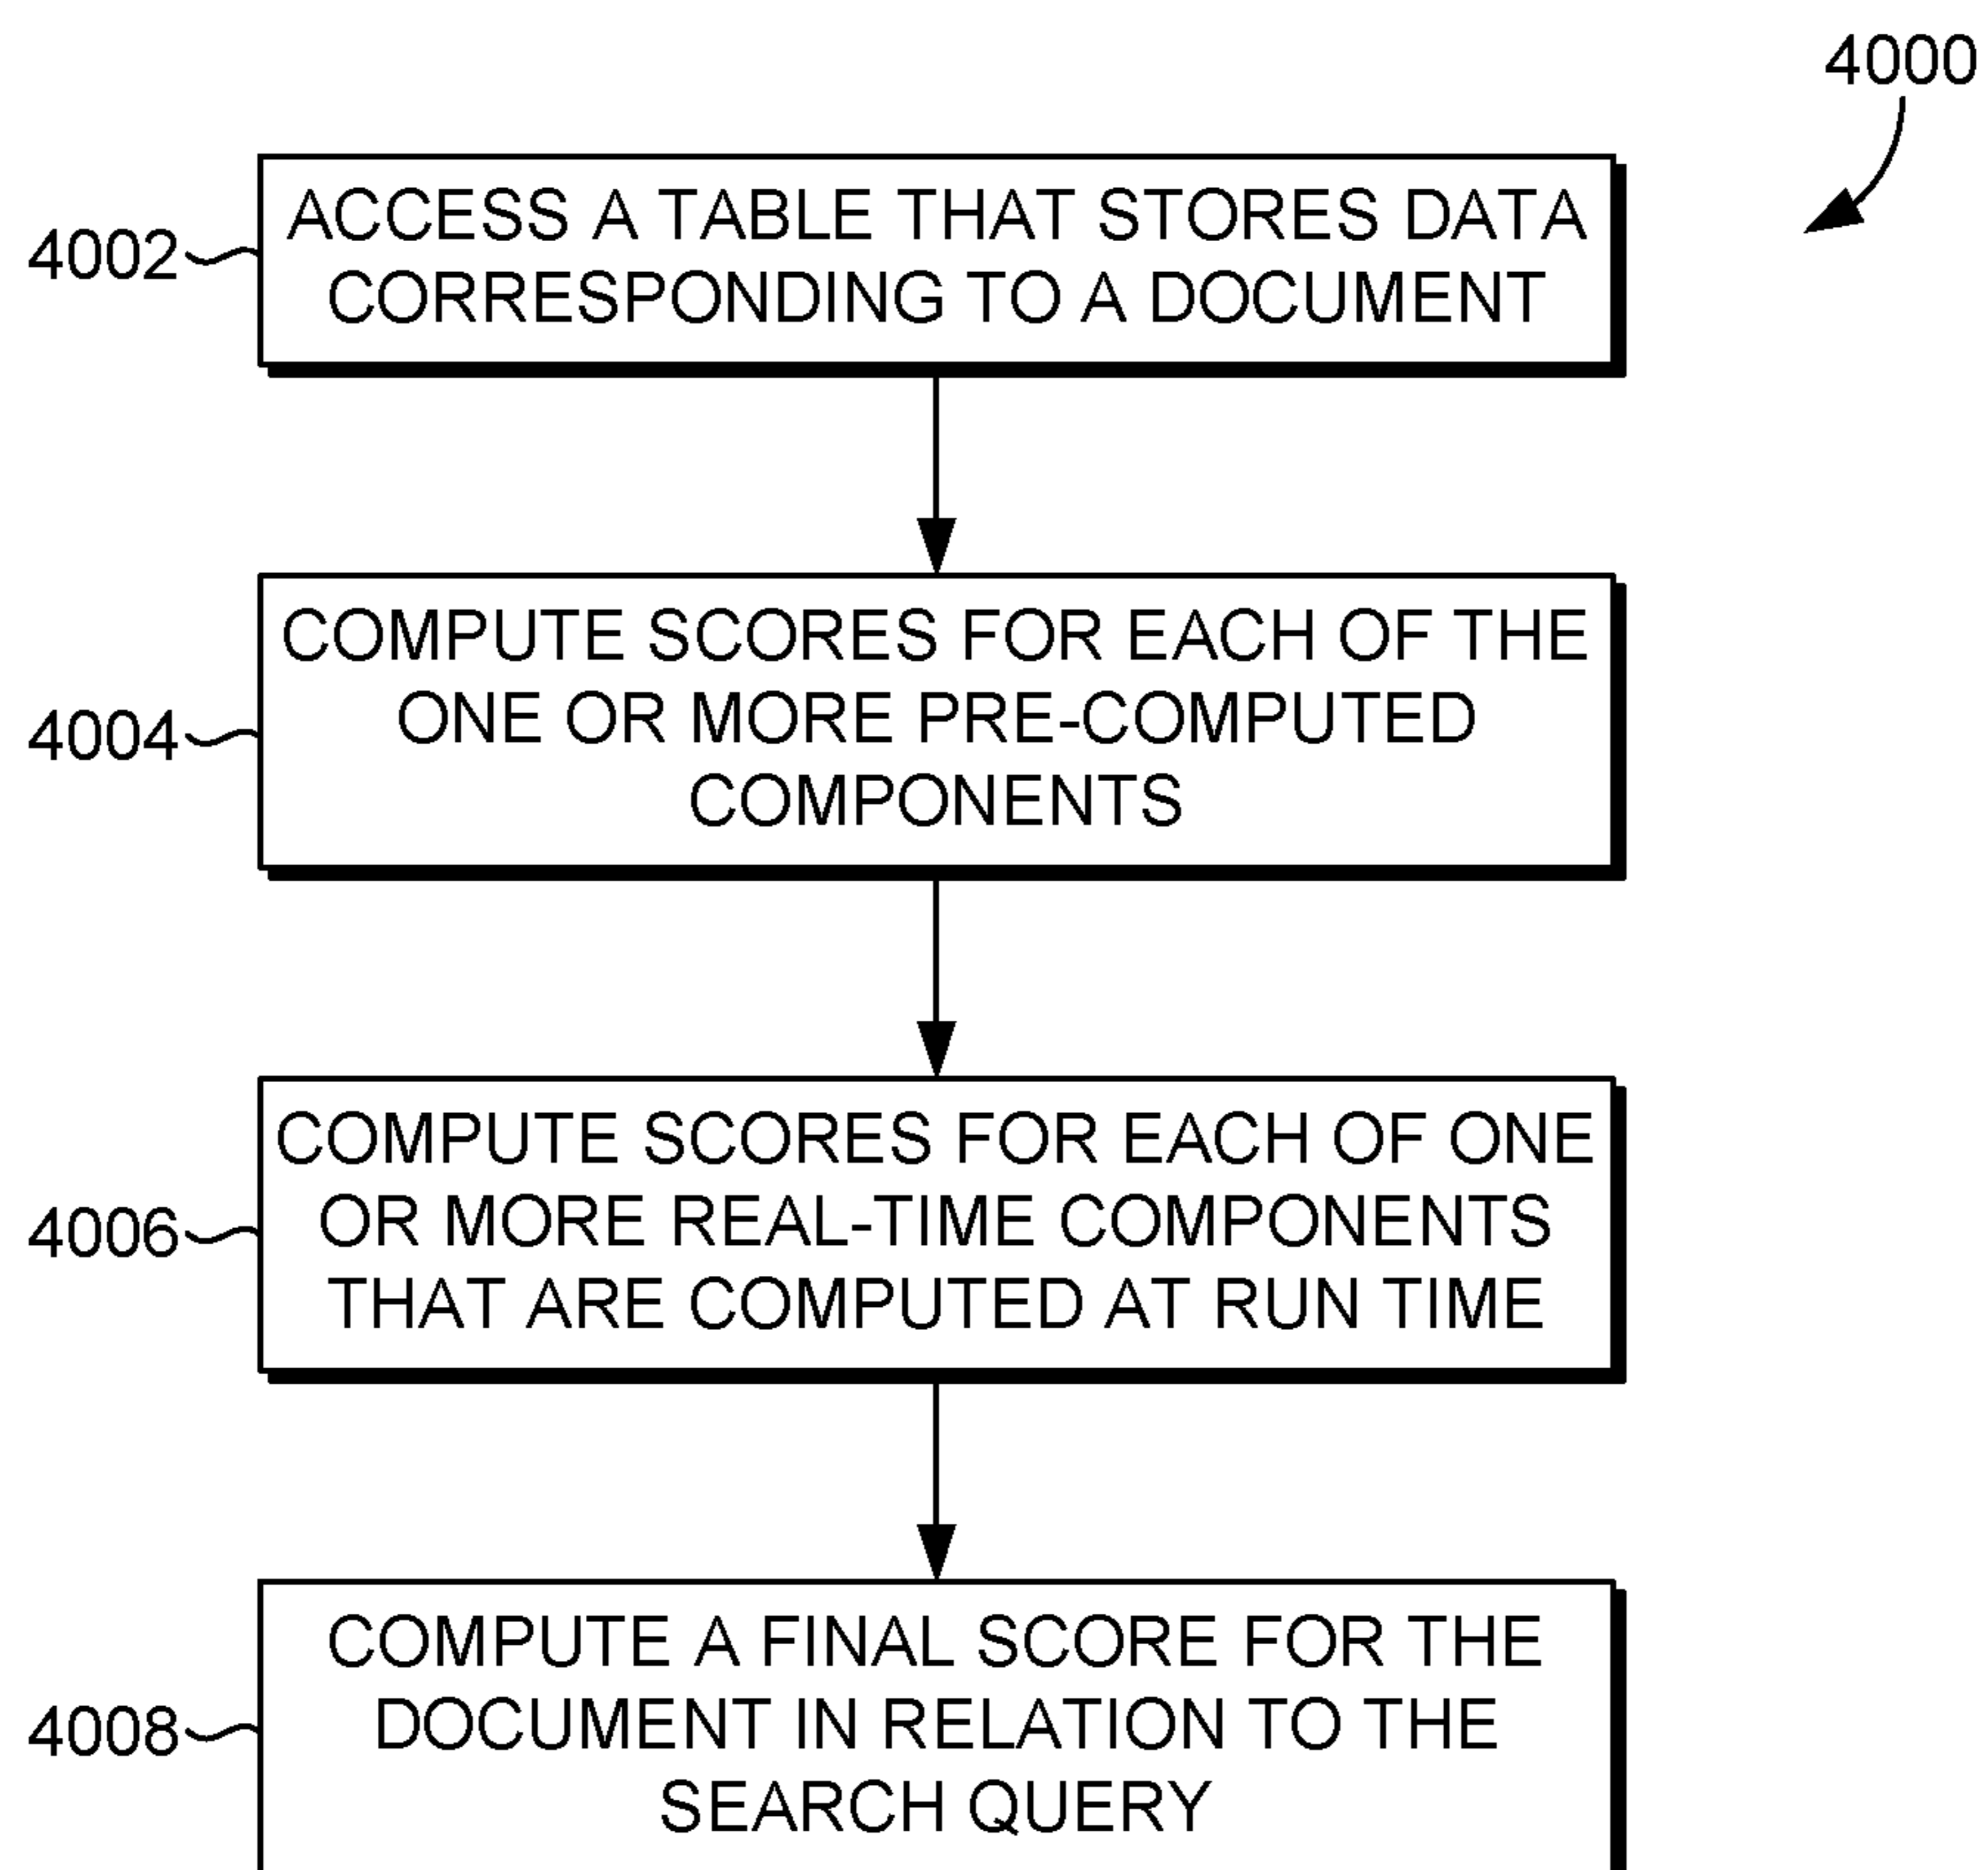 4000
4002
ACCESS A TABLE THAT STORES DATA
CORRESPONDING TO A DOCUMENT
4004
COMPUTE SCORES FOR EACH OF THE
ONE OR MORE PRE-COMPUTED
COMPONENTS
4006
COMPUTE SCORES FOR EACH OF ONE
OR MORE REAL-TIME COMPONENTS
THAT ARE COMPUTED AT RUN TIME
4008
COMPUTE A FINAL SCORE FOR THE
DOCUMENT IN RELATION TO THE
SEARCH QUERY